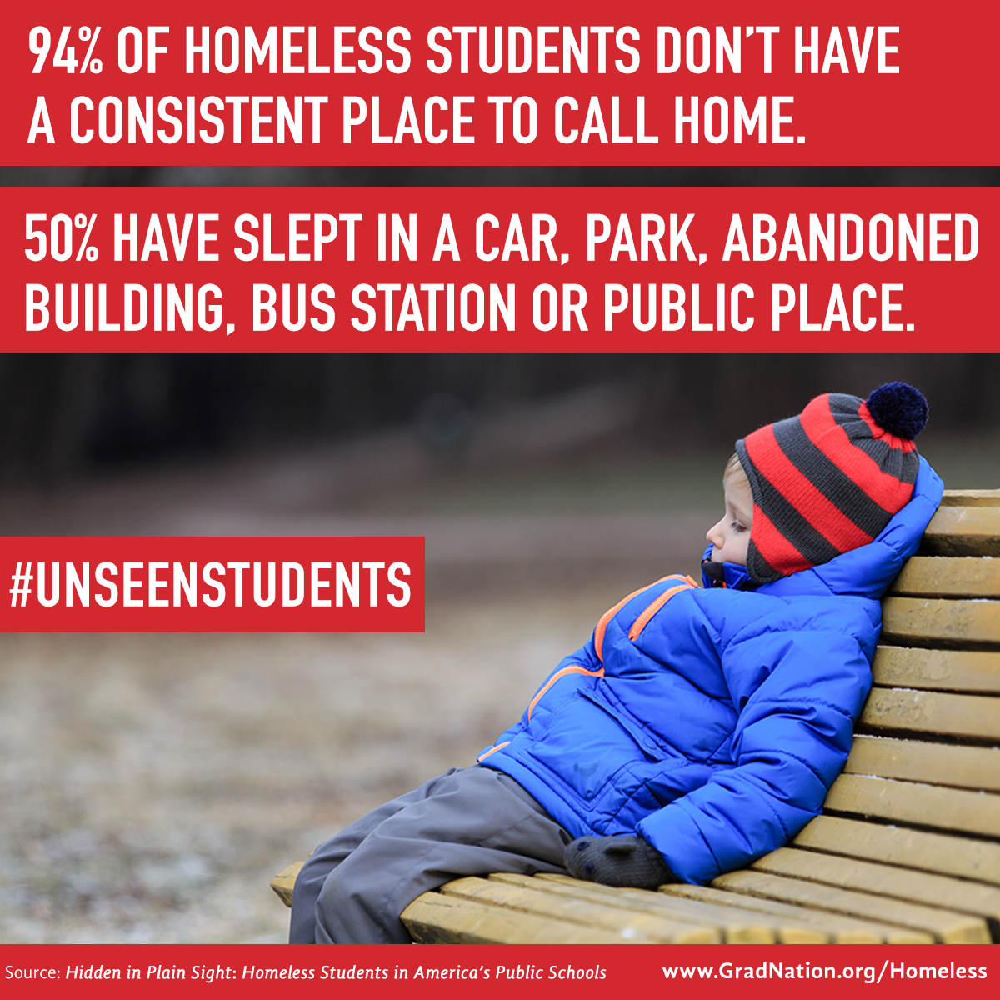 94% OF HOMELESS STUDENTS DON'T HAVE
A CONSISTENT PLACE TO CALL HOME.
50% HAVE SLEPT IN A CAR, PARK, ABANDONED
BUILDING, BUS STATION OR PUBLIC PLACE.
#UNSEENSTUDENTS
Source: Hidden in Plain Sight: Homeless Students in America's Public Schools
www.GradNation.org/Homeless